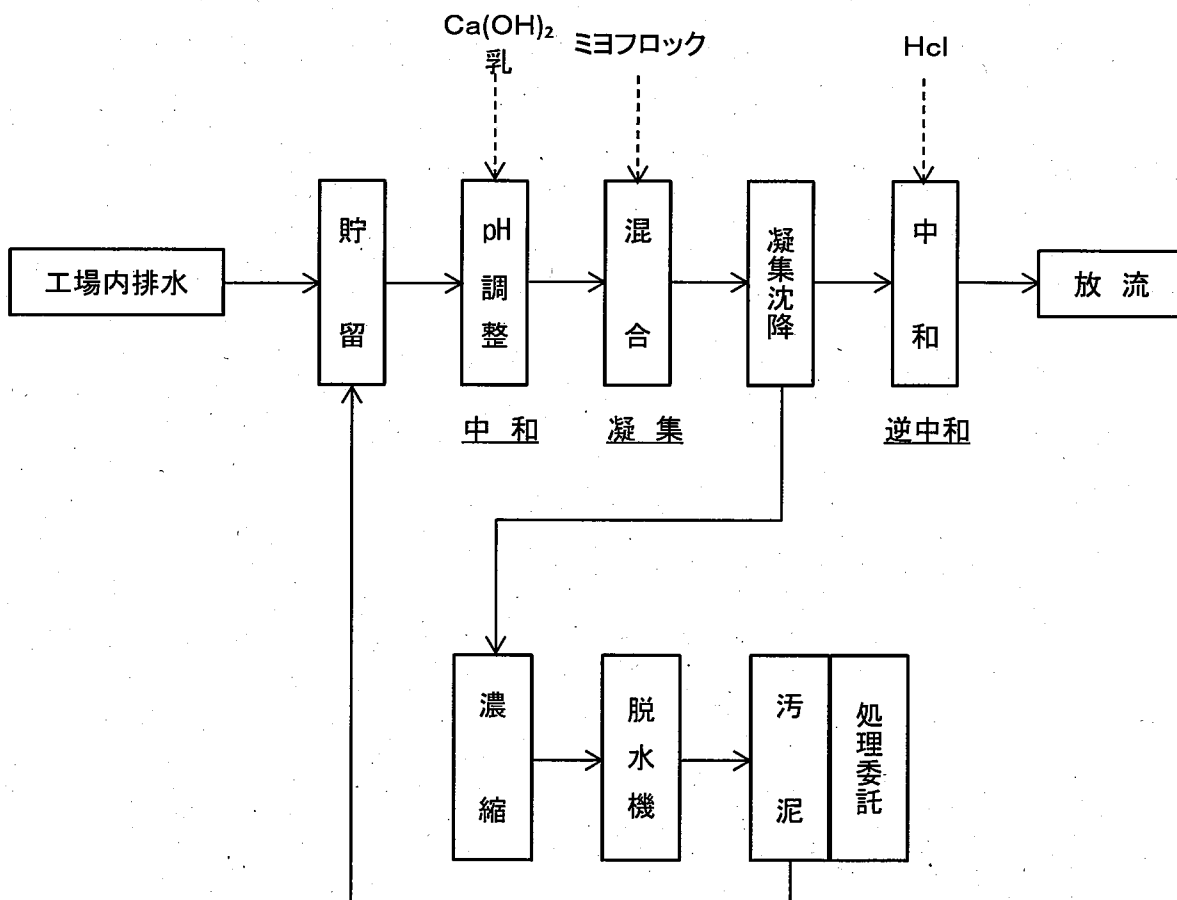 Ca(OH)₂
乳
ミヨフロック
Hcl
工場内排水
貯留
pH調整
混合
凝集沈降
中和
放流
中和
凝集
逆中和
濃縮
脱水機
汚泥
処理委託